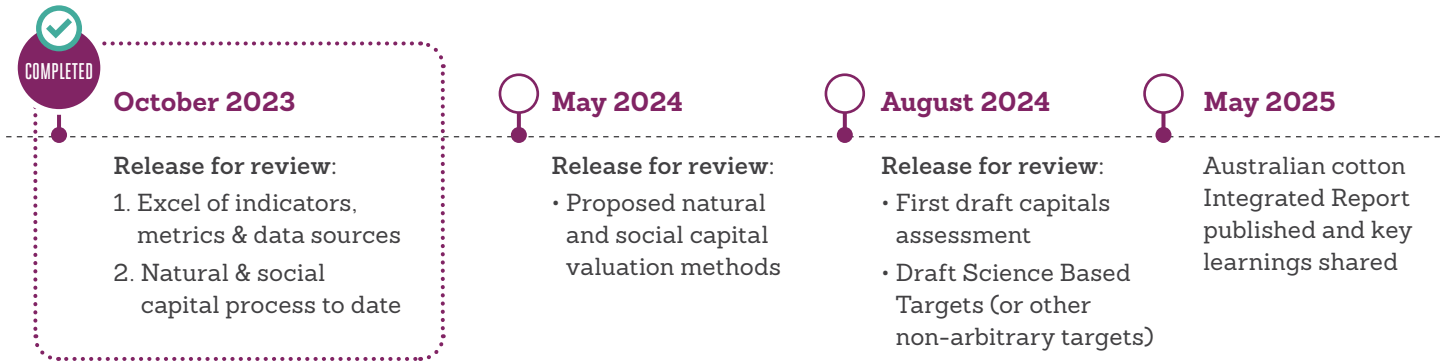 COMPLETED
October 2023
Release for review:
1. Excel of indicators,
metrics & data sources
2. Natural & social
capital process to date
May 2024
Release for review:
• Proposed natural
and social capital
valuation methods
August 2024
Release for review:
• First draft capitals
assessment
• Draft Science Based
Targets (or other
non-arbitrary targets)
May 2025
Australian cotton
Integrated Report
published and key
learnings shared